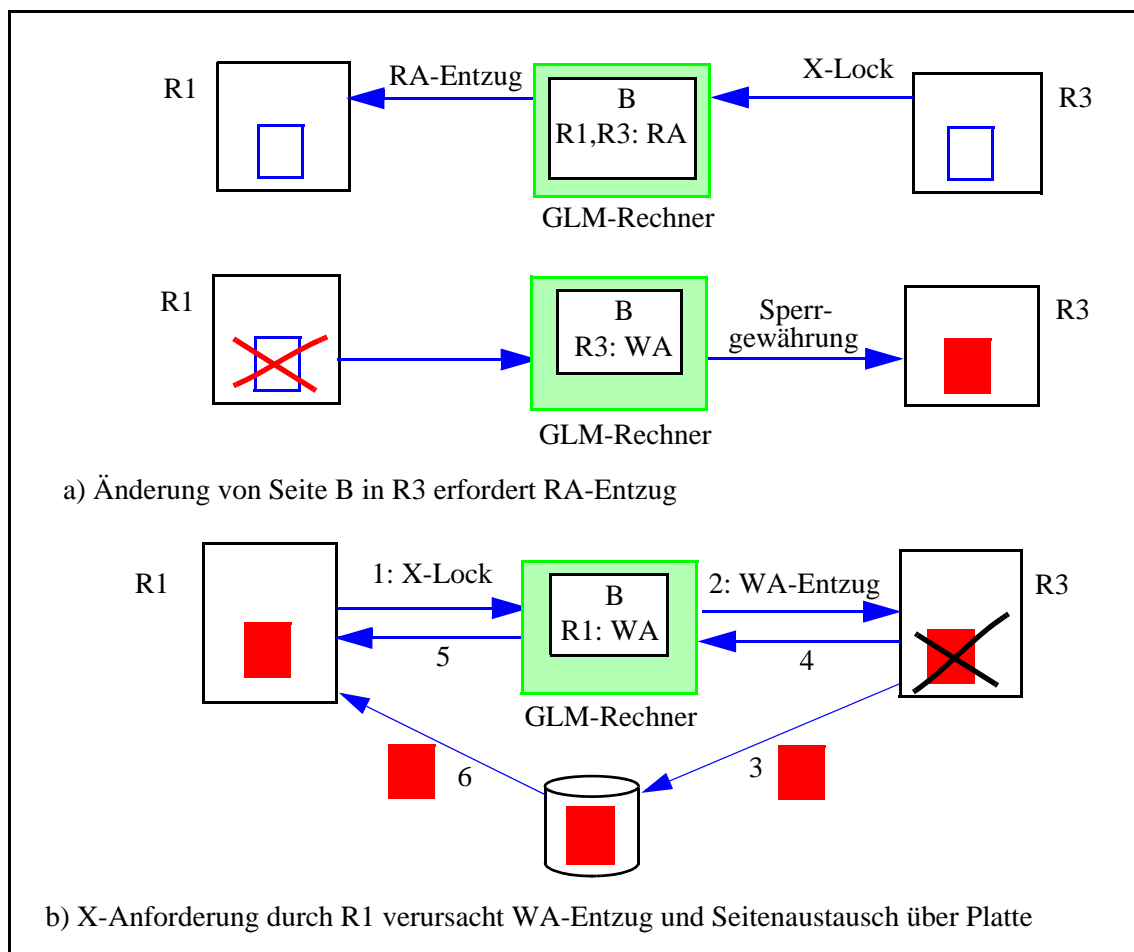 R1
RA-Entzug
B
R1,R3: RA
GLM-Rechner
X-Lock
R3
R1
B
R3: WA
GLM-Rechner
Sperr-
gewährung
R3
a) Änderung von Seite B in R3 erfordert RA-Entzug
R1
1: X-Lock
B
R1: WA
2: WA-Entzug
R3
5
4
GLM-Rechner
6
3
b) X-Anforderung durch R1 verursacht WA-Entzug und Seitenaustausch über Platte